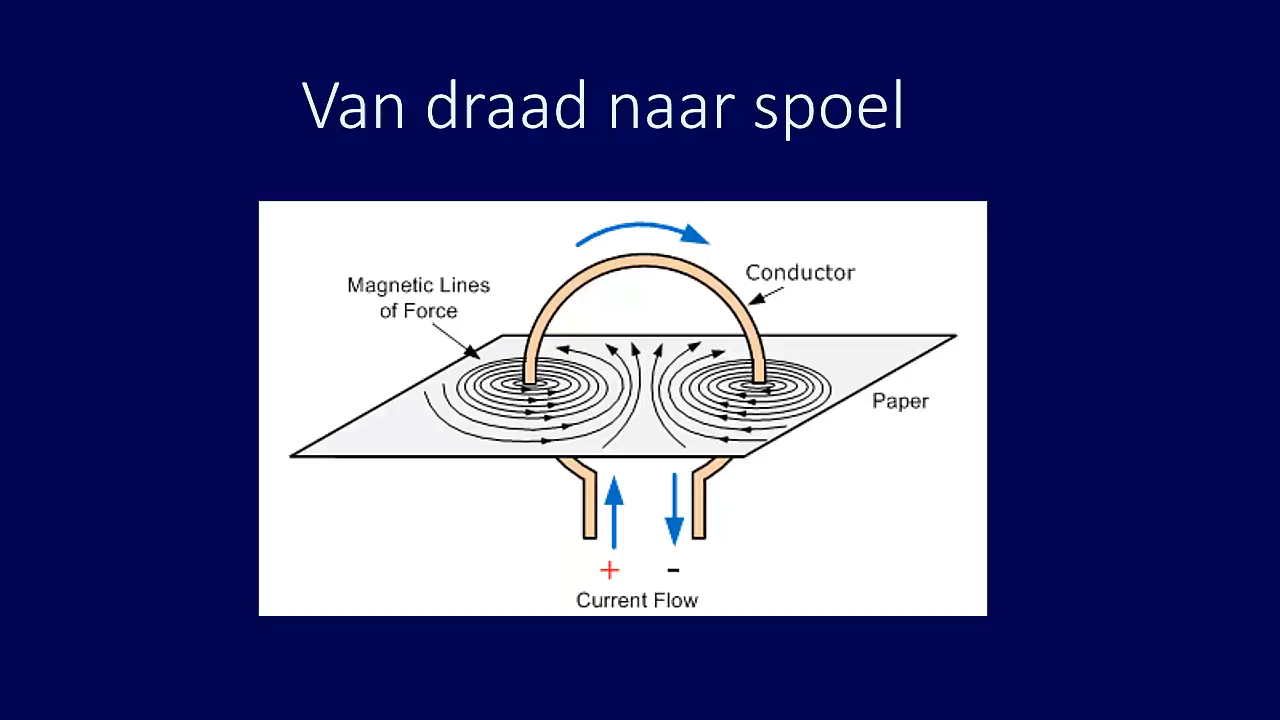 Van draad naar spoel
Magnetic Lines
of Force
Conductor
Paper
+ -
Current Flow